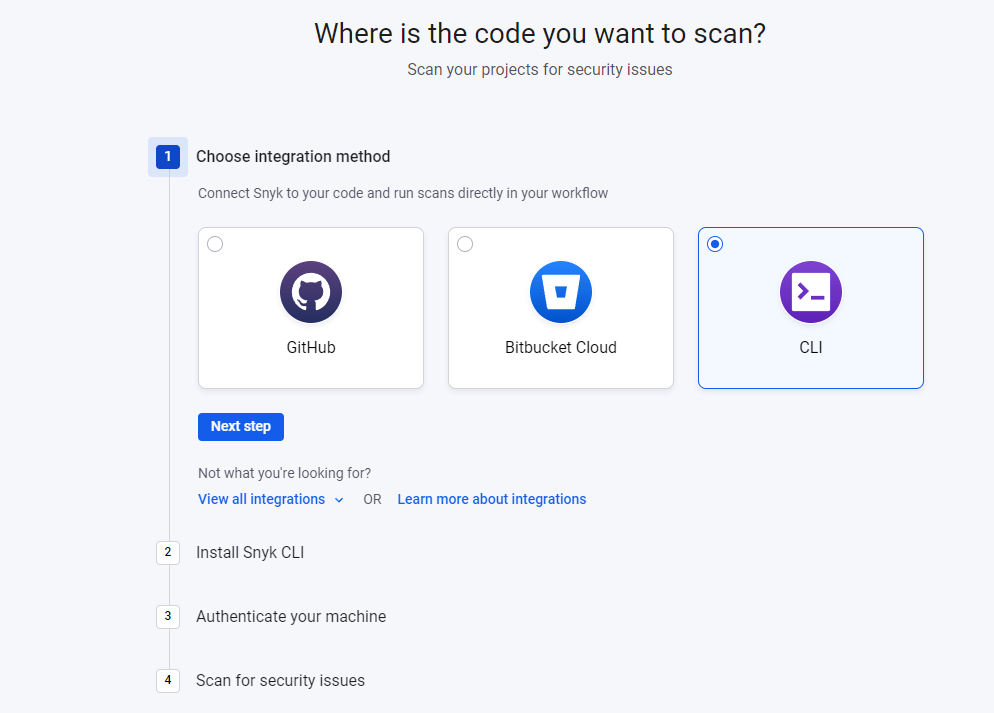 Where is the code you want to scan?
Scan your projects for security issues
1 Choose integration method
Connect Snyk to your code and run scans directly in your workflow
GitHub
Bitbucket Cloud
CLI
Next step
Not what you're looking for?
View all integrations OR Learn more about integrations
2 Install Snyk CLI
3 Authenticate your machine
4 Scan for security issues